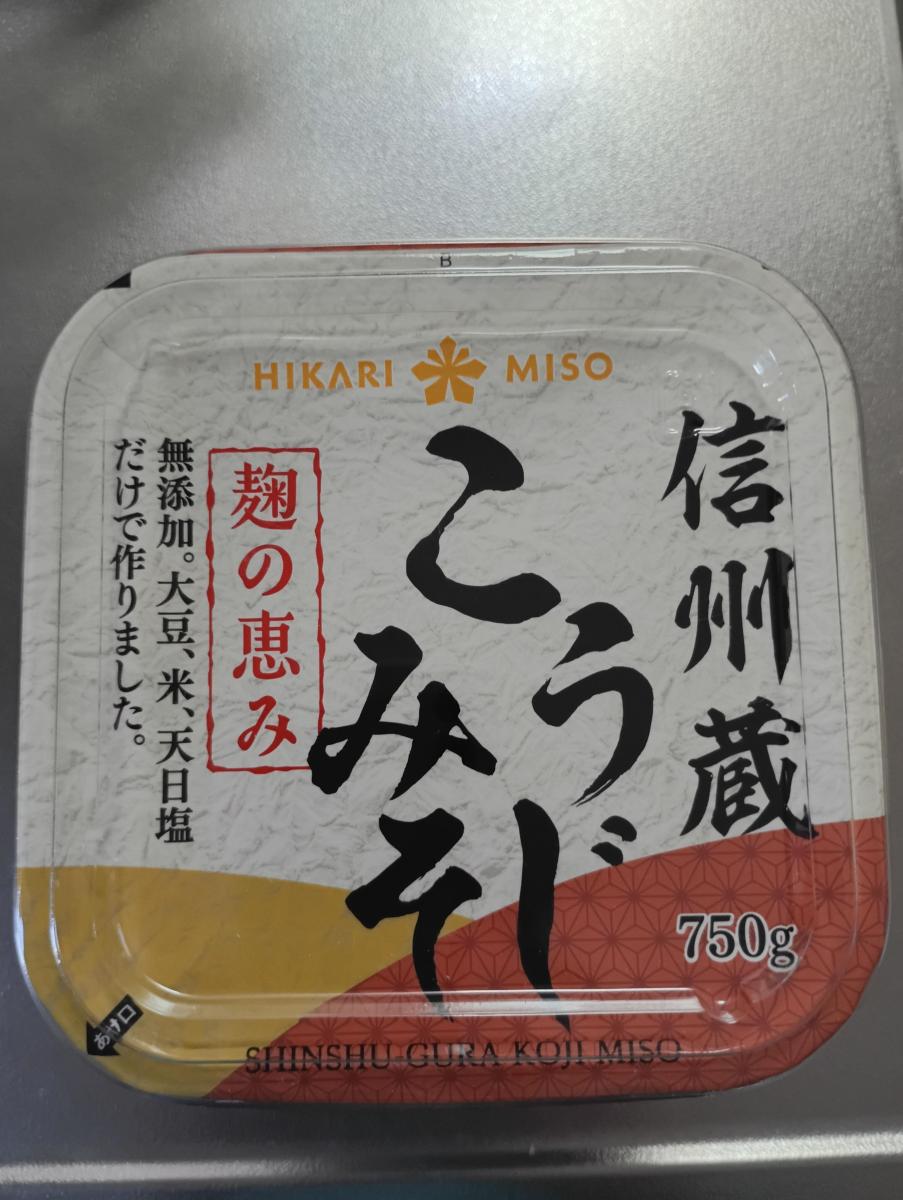 B
HIKARI MISO
信州蔵
こうじ
みそ
麹の恵み
無添加。大豆、米、天日塩
だけで作りました。
750g
あけ口
SHINSHU-GURA KOJI MISO